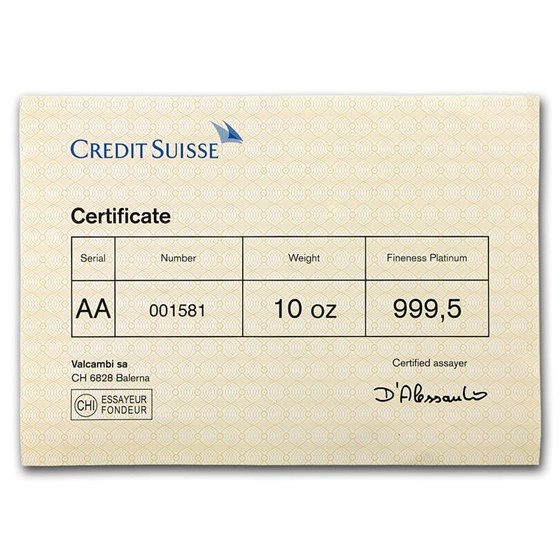 CREDIT SUISSE
Certificate
Serial Number Weight Fineness Platinum
AA 001581 10 oz 999,5
Valcambi sa Certified assayer
CH 6828 Balerna
CHI ESSAYEUR
FONDEUR
D'Alessandro